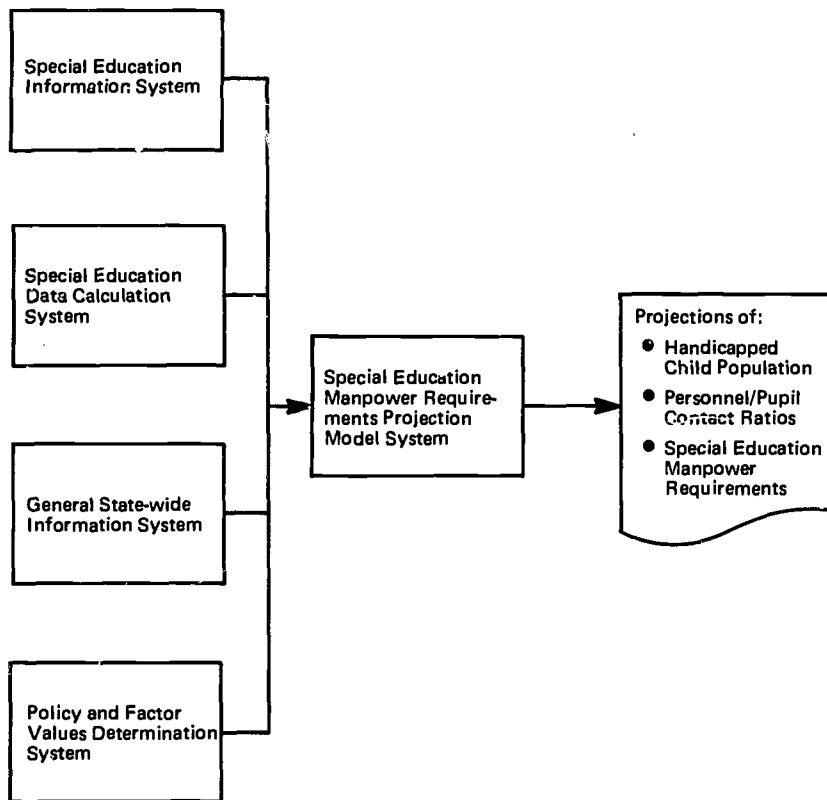 Special Education
Information System
Special Education
Data Calculation
System
General State-wide
Information System
Policy and Factor
Values Determination
System
Special Education
Manpower Require-
ments Projection
Model System
Projections of:
● Handicapped
Child Population
● Personnel/Pupil
Contact Ratios
● Special Education
Manpower
Requirements